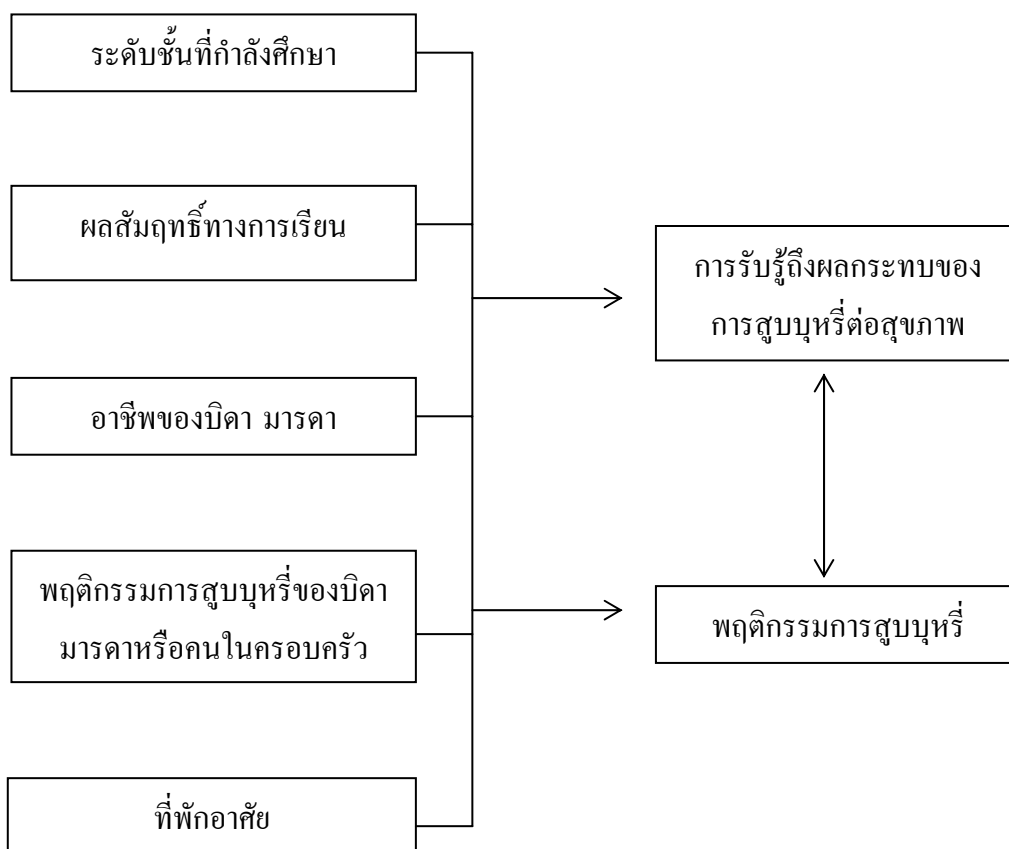 ระดับชั้นที่กำลังศึกษา
ผลสัมฤทธิ์ทางการเรียน
อาชีพของบิดา มารดา
พฤติกรรมการสูบบุหรี่ของบิดา
มารดาหรือคนในครอบครัว
ที่พักอาศัย
การรับรู้ถึงผลกระทบของ
การสูบบุหรี่ต่อสุขภาพ
พฤติกรรมการสูบบุหรี่